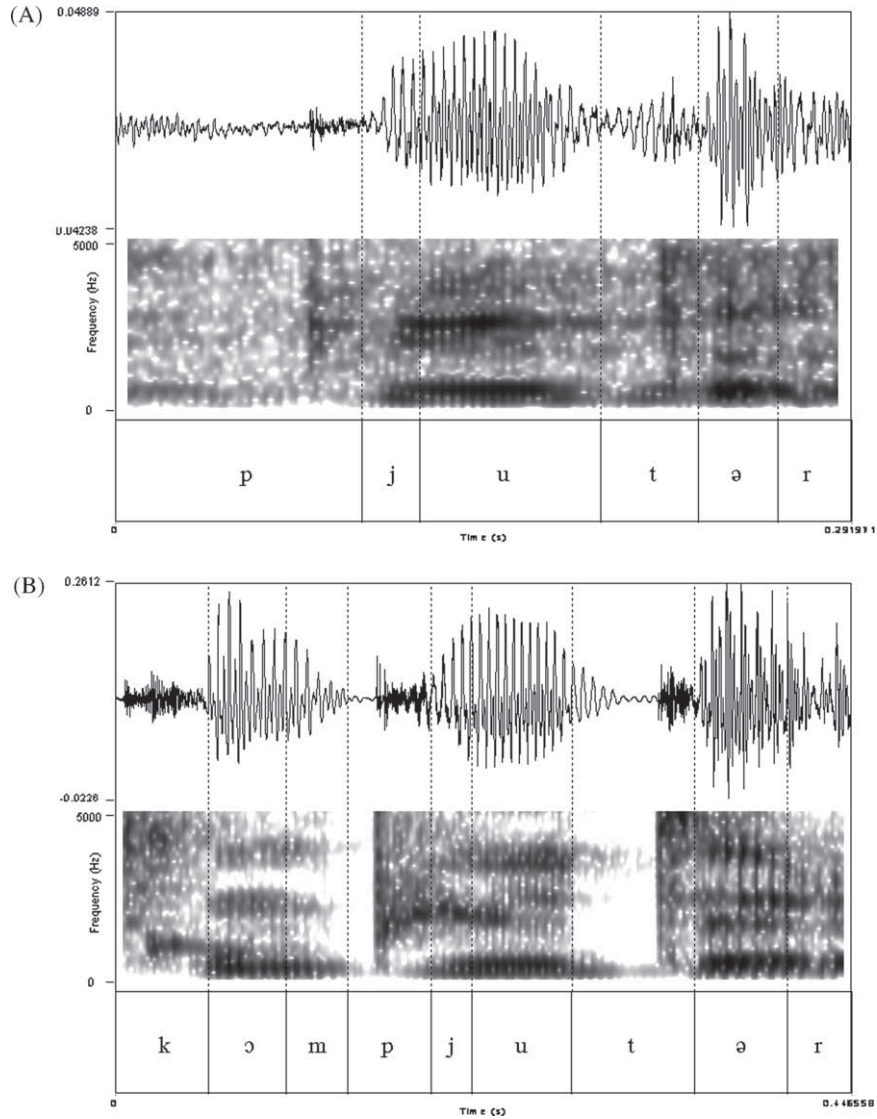 (A)
0.04889
0.04238
5000
Frequency (Hz)
0
p j u t ə r
0 0.291971
Time (s)
(B)
0.2612
-0.0226
5000
Frequency (Hz)
0
k ɔ m p j u t ə r
0 0.446558
Time (s)